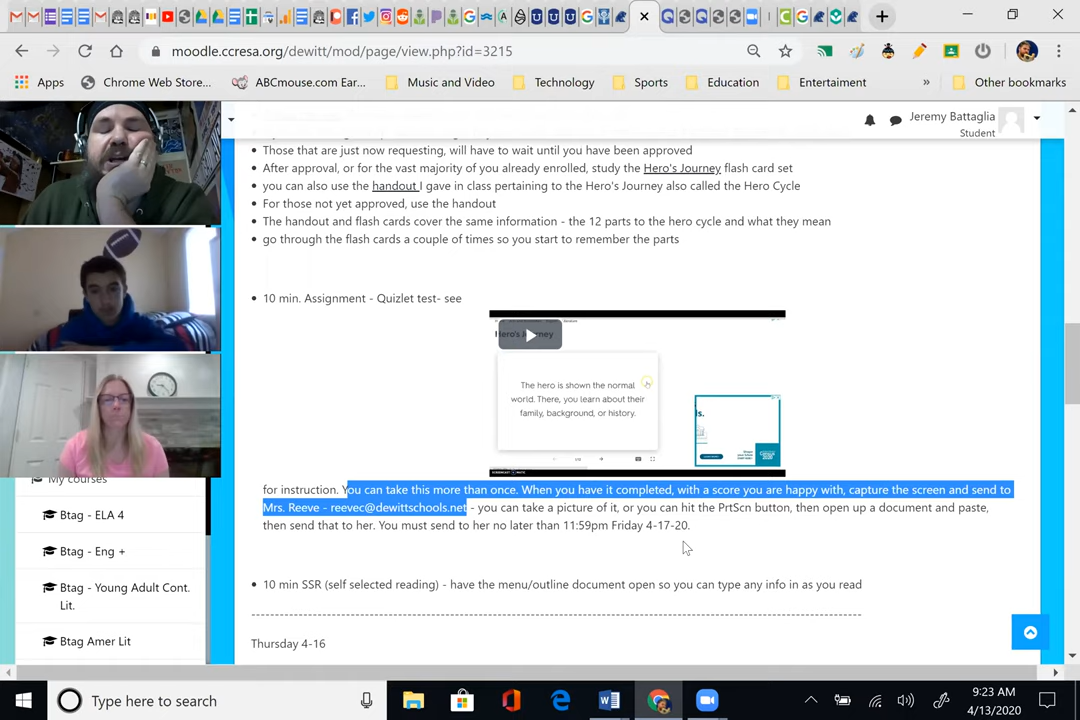 moodle.ccresa.org/dewitt/mod/page/view.php?id=3215
Apps
Chrome Web Store...
ABCmouse.com Ear...
Music and Video
Technology
Sports
Education
Entertaiment
»
Other bookmarks
Jeremy Battaglia
Student
Those that are just now requesting, will have to wait until you have been approved
After approval, or for the vast majority of you already enrolled, study the Hero's Journey flash card set
you can also use the handout I gave in class pertaining to the Hero's Journey also called the Hero Cycle
For those not yet approved, use the handout
The handout and flash cards cover the same information - the 12 parts to the hero cycle and what they mean
go through the flash cards a couple of times so you start to remember the parts
10 min. Assignment - Quizlet test- see
Hero's Journey
The hero is shown the normal
world. There, you learn about their
family, background, or history.
for instruction. You can take this more than once. When you have it completed, with a score you are happy with, capture the screen and send to
Mrs. Reeve - reevec@dewittschools.net - you can take a picture of it, or you can hit the PrtScn button, then open up a document and paste,
then send that to her. You must send to her no later than 11:59pm Friday 4-17-20.
10 min SSR (self selected reading) - have the menu/outline document open so you can type any info in as you read
--------------------------------------------------------------------------------------------------------------
Thursday 4-16
My courses
Btag - ELA 4
Btag - Eng +
Btag - Young Adult Cont.
Lit.
Btag Amer Lit
Type here to search
9:23 AM
4/13/2020